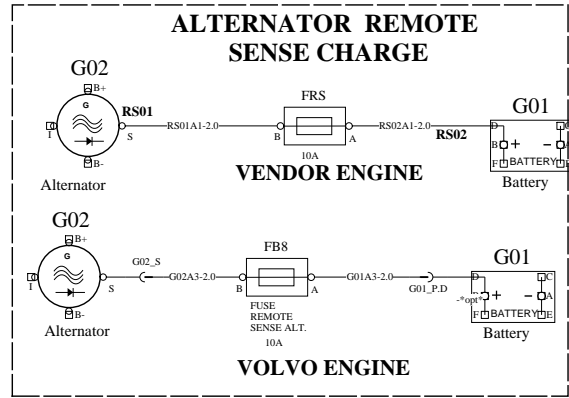 ALTERNATOR REMOTE
SENSE CHARGE
G02
B+
G
I
S
B-
Alternator
RS01
RS01A1-2.0
FRS
B
A
10A
RS02A1-2.0
RS02
G01
D
B
A
F
+
-
BATTERY
Battery
VENDOR ENGINE
G02
B+
G
I
S
B-
Alternator
G02_S
G02A3-2.0
FB8
B
A
FUSE
REMOTE
SENSE ALT.
10A
G01A3-2.0
G01_P.D
G01
D
C
-*opt*
+
-
A
F
BATTERY
E
Battery
VOLVO ENGINE